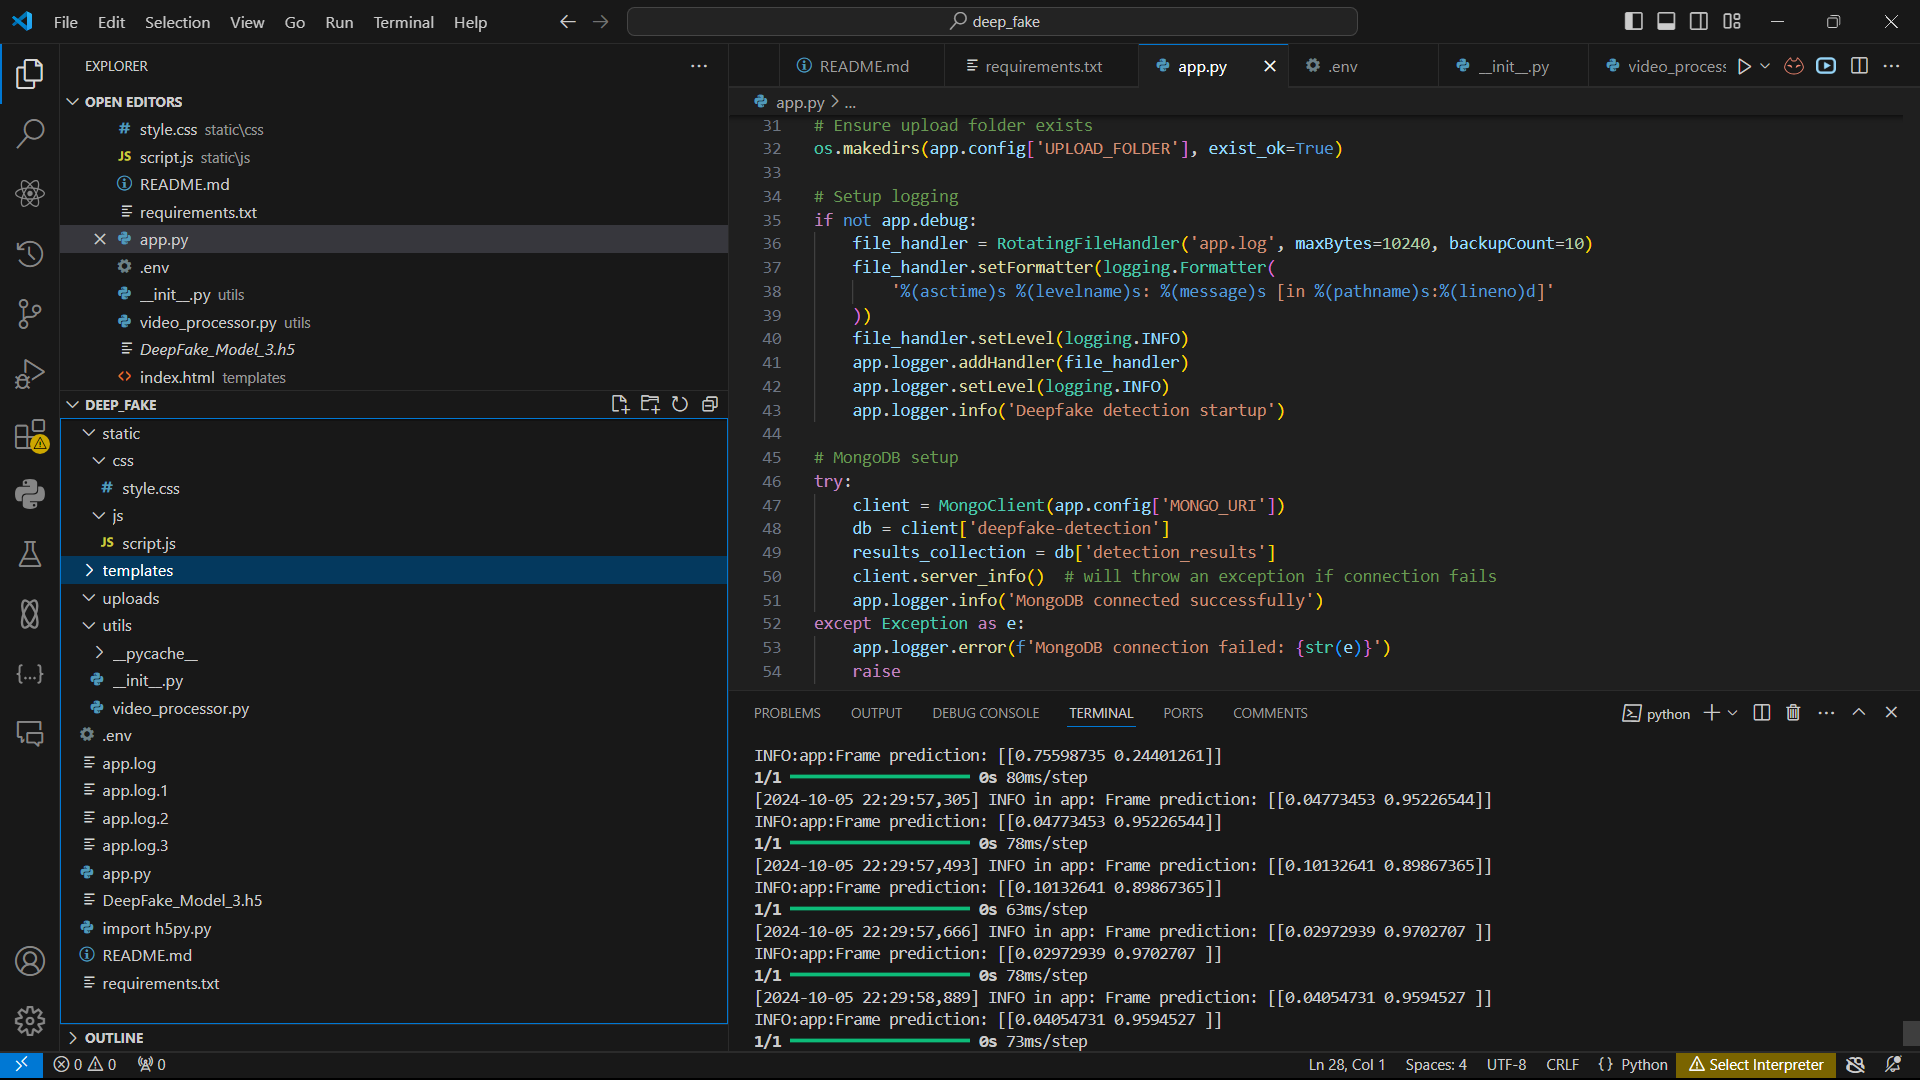 File Edit Selection View Go Run Terminal Help
deep_fake
EXPLORER
OPEN EDITORS
style.css static\css
script.js static\js
README.md
requirements.txt
app.py
.env
__init__.py utils
video_processor.py utils
DeepFake_Model_3.h5
index.html templates
DEEP_FAKE
static
css
style.css
js
script.js
templates
uploads
utils
__pycache__
__init__.py
video_processor.py
.env
app.log
app.log.1
app.log.2
app.log.3
app.py
DeepFake_Model_3.h5
import h5py.py
README.md
requirements.txt
OUTLINE
README.md requirements.txt app.py .env __init__.py video_process
app.py > ...
31 # Ensure upload folder exists
32 os.makedirs(app.config['UPLOAD_FOLDER'], exist_ok=True)
33
34 # Setup logging
35 if not app.debug:
36     file_handler = RotatingFileHandler('app.log', maxBytes=10240, backupCount=10)
37     file_handler.setFormatter(logging.Formatter(
38         '%(asctime)s %(levelname)s: %(message)s [in %(pathname)s:%(lineno)d]'
39     ))
40     file_handler.setLevel(logging.INFO)
41     app.logger.addHandler(file_handler)
42     app.logger.setLevel(logging.INFO)
43     app.logger.info('Deepfake detection startup')
44
45 # MongoDB setup
46 try:
47     client = MongoClient(app.config['MONGO_URI'])
48     db = client['deepfake-detection']
49     results_collection = db['detection_results']
50     client.server_info()  # will throw an exception if connection fails
51     app.logger.info('MongoDB connected successfully')
52 except Exception as e:
53     app.logger.error(f'MongoDB connection failed: {str(e)}')
54     raise
PROBLEMS OUTPUT DEBUG CONSOLE TERMINAL PORTS COMMENTS
python
INFO:app:Frame prediction: [[0.75598735 0.24401261]]
1/1 0s 80ms/step
[2024-10-05 22:29:57,305] INFO in app: Frame prediction: [[0.04773453 0.95226544]]
INFO:app:Frame prediction: [[0.04773453 0.95226544]]
1/1 0s 78ms/step
[2024-10-05 22:29:57,493] INFO in app: Frame prediction: [[0.10132641 0.89867365]]
INFO:app:Frame prediction: [[0.10132641 0.89867365]]
1/1 0s 63ms/step
[2024-10-05 22:29:57,666] INFO in app: Frame prediction: [[0.02972939 0.9702707 ]]
INFO:app:Frame prediction: [[0.02972939 0.9702707 ]]
1/1 0s 78ms/step
[2024-10-05 22:29:58,889] INFO in app: Frame prediction: [[0.04054731 0.9594527 ]]
INFO:app:Frame prediction: [[0.04054731 0.9594527 ]]
1/1 0s 73ms/step
0 0 0
Ln 28, Col 1 Spaces: 4 UTF-8 CRLF {} Python Select Interpreter